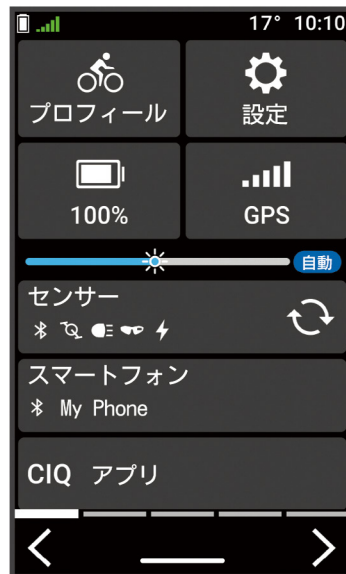 17° 10:10
プロフィール
設定
100%
GPS
自動
センサー
スマートフォン
My Phone
CIQ アプリ